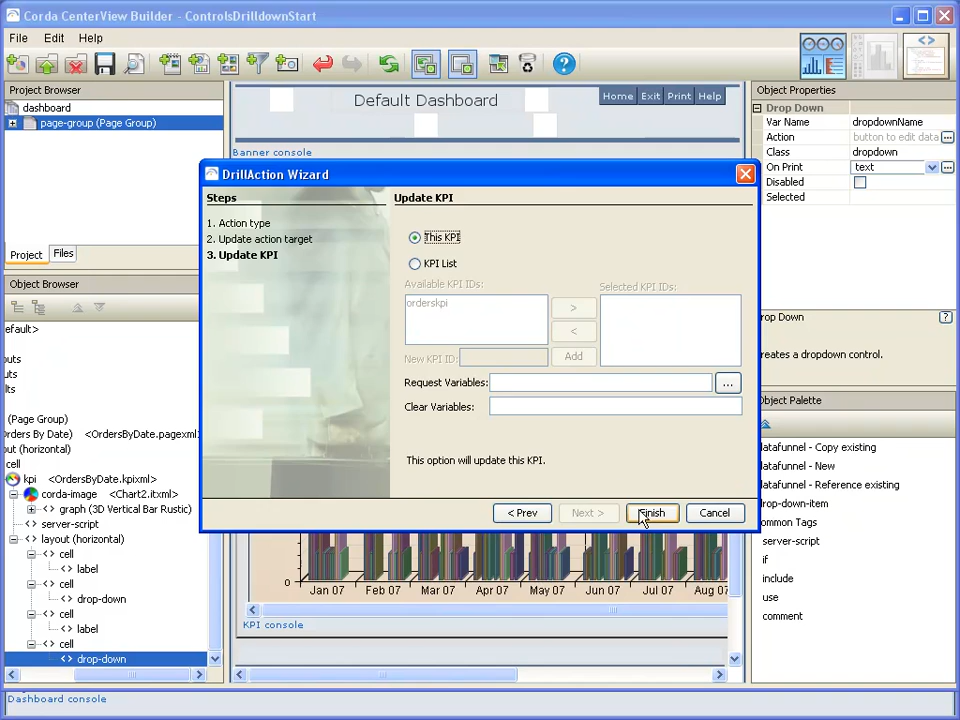 Corda CenterView Builder - ControlsDrilldownStart
File Edit Help
Project Browser
dashboard
page-group (Page Group)
Project Files
Object Browser
efault>
outs
uts
lts
(Page Group)
Orders By Date) <OrdersByDate.pagexml
out (horizontal)
cell
kpi <OrdersByDate.kpixml>
corda-image <Chart2.itxml>
graph (3D Vertical Bar Rustic)
server-script
layout (horizontal)
cell
label
cell
drop-down
cell
label
cell
drop-down
Dashboard console
Default Dashboard
Home Exit Print Help
Banner console
DrillAction Wizard
Steps
1. Action type
2. Update action target
3. Update KPI
Update KPI
This KPI
KPI List
Available KPI IDs:
orderskpi
Selected KPI IDs:
>
<
New KPI ID:
Add
Request Variables:
...
Clear Variables:
This option will update this KPI.
< Prev
Next >
Finish
Cancel
0
Jan 07 Feb 07 Mar 07 Apr 07 May 07 Jun 07 Jul 07 Aug 07
KPI console
Object Properties
Drop Down
Var Name dropdownName
Action button to edit data
Class dropdown
On Print text
Disabled
Selected
rop Down
reates a dropdown control.
Object Palette
datafunnel - Copy existing
datafunnel - New
datafunnel - Reference existing
drop-down-item
ommon Tags
server-script
if
include
use
comment